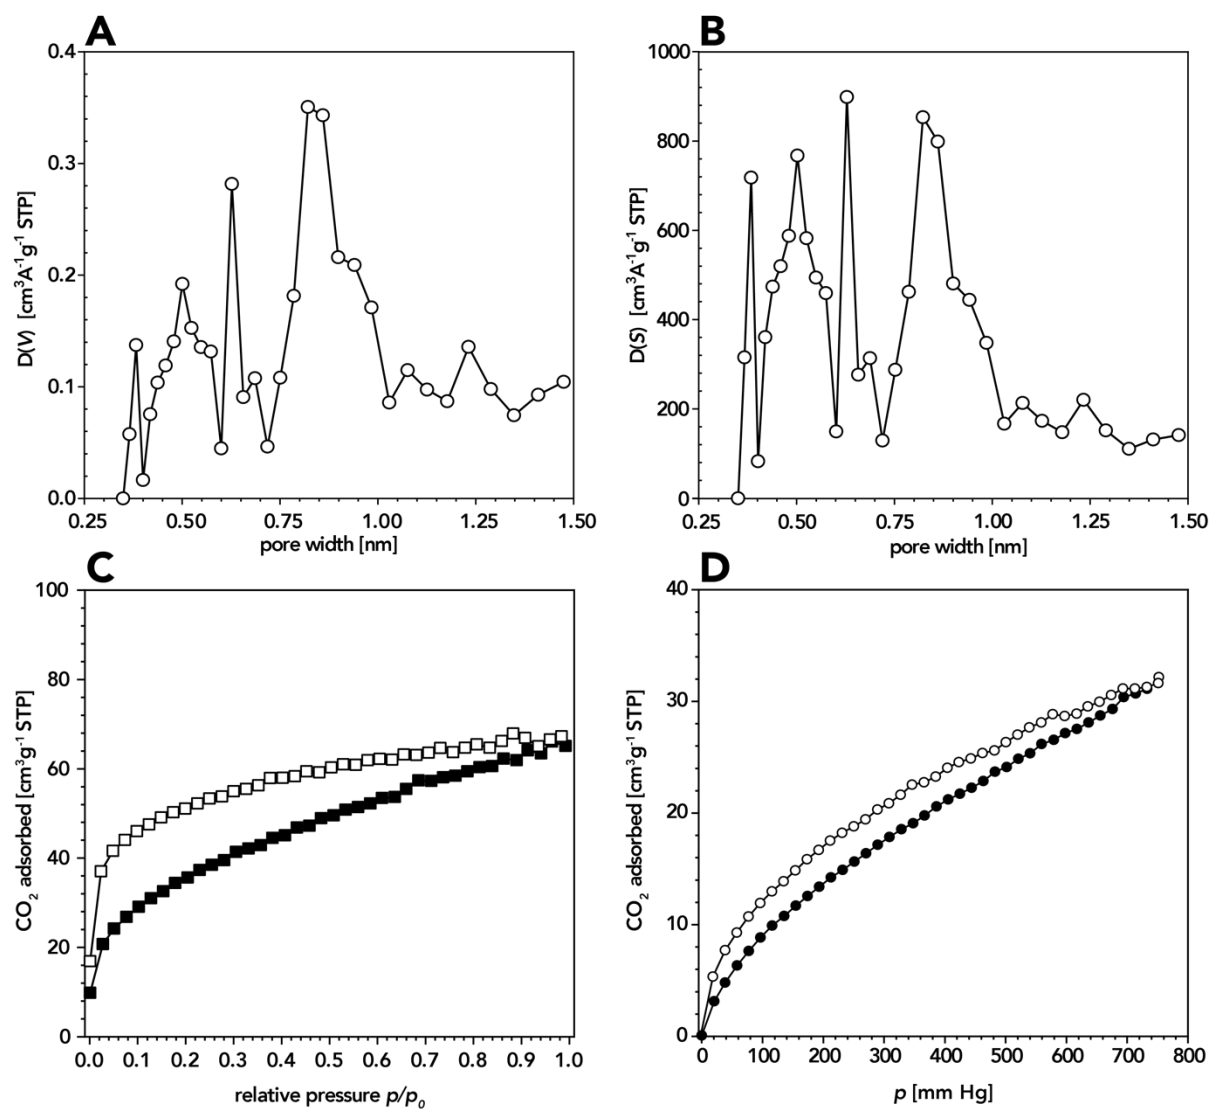 A
D(V) [cm³A⁻¹g⁻¹ STP]
0.4
0.3
0.2
0.1
0.0
0.25 0.50 0.75 1.00 1.25 1.50
pore width [nm]
B
D(S) [cm³A⁻¹g⁻¹ STP]
1000
800
600
400
200
0
0.25 0.50 0.75 1.00 1.25 1.50
pore width [nm]
C
CO₂ adsorbed [cm³g⁻¹ STP]
100
80
60
40
20
0
0.0 0.1 0.2 0.3 0.4 0.5 0.6 0.7 0.8 0.9 1.0
relative pressure p/p₀
D
CO₂ adsorbed [cm³g⁻¹ STP]
40
30
20
10
0
0 100 200 300 400 500 600 700 800
p [mm Hg]